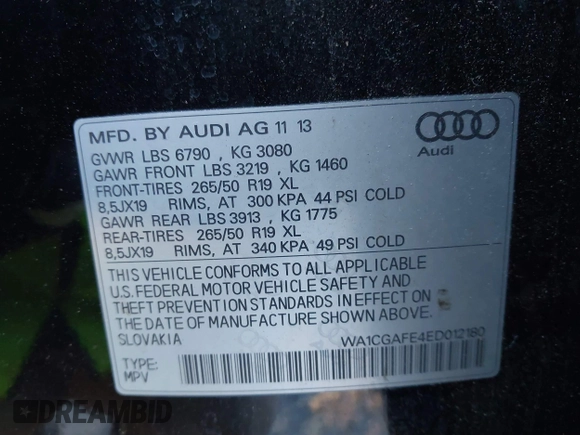 MFD. BY AUDI AG 11 13
GVWR LBS 6790 , KG 3080
GAWR FRONT LBS 3219 , KG 1460
FRONT-TIRES 265/50 R19 XL
8,5JX19 RIMS, AT 300 KPA 44 PSI COLD
GAWR REAR LBS 3913 , KG 1775
REAR-TIRES 265/50 R19 XL
8,5JX19 RIMS, AT 340 KPA 49 PSI COLD
Audi
THIS VEHICLE CONFORMS TO ALL APPLICABLE
U.S. FEDERAL MOTOR VEHICLE SAFETY AND
THEFT PREVENTION STANDARDS IN EFFECT ON
THE DATE OF MANUFACTURE SHOWN ABOVE.
SLOVAKIA
WA1CGAFE4ED012180
TYPE:
MPV
DREAMBID